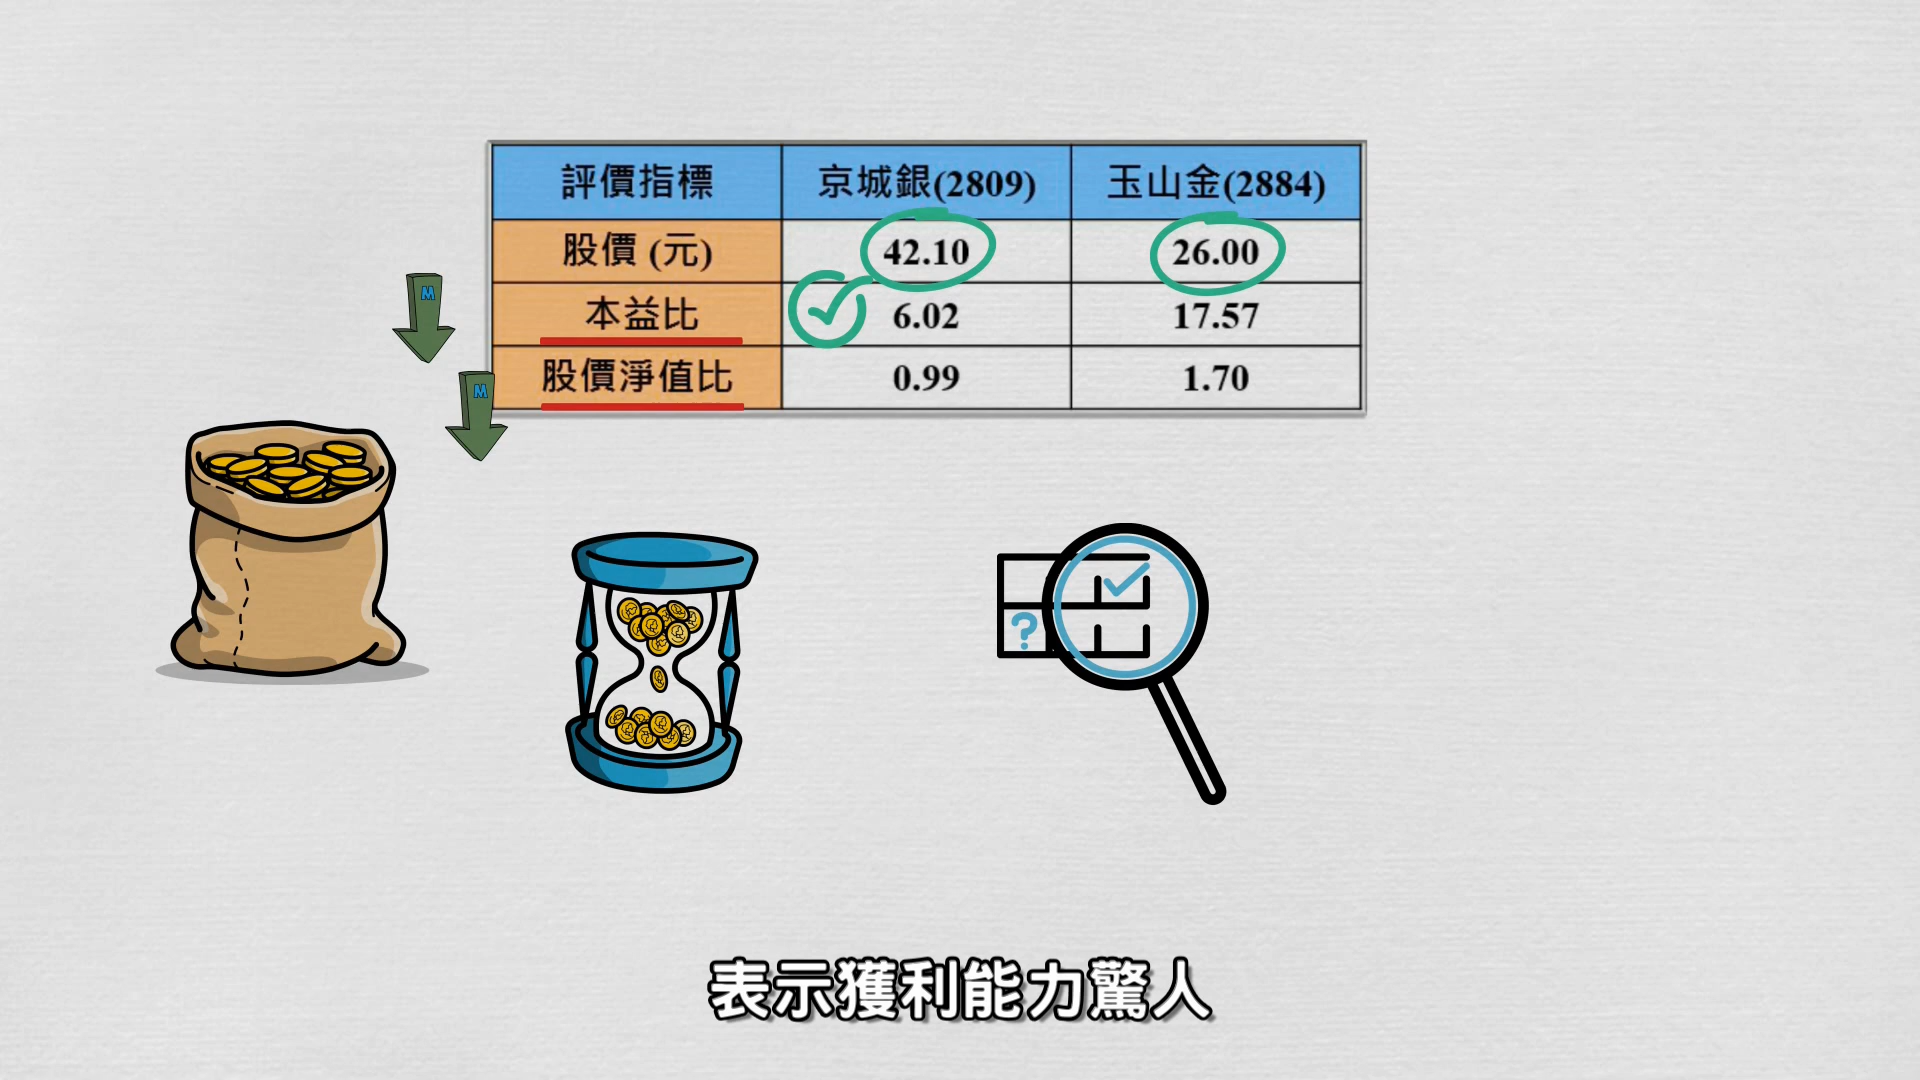 評價指標 京城銀(2809) 玉山金(2884)
股價 (元) 42.10 26.00
本益比 6.02 17.57
股價淨值比 0.99 1.70
M
M
?
表示獲利能力驚人